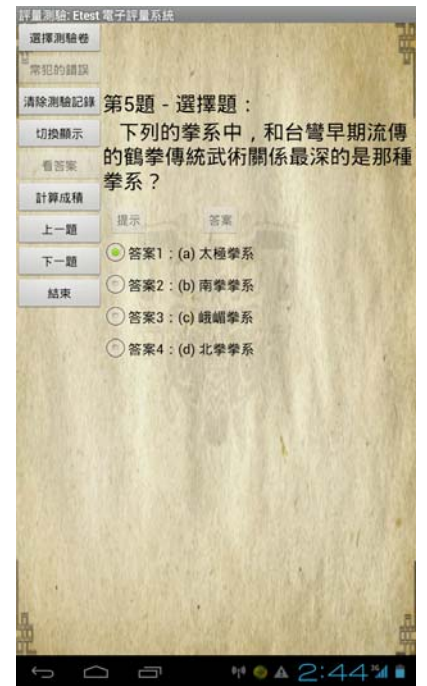 評量測驗: Etest 電子評量系統
選擇測驗卷
常犯的錯誤
清除測驗記錄
切換顯示
看答案
計算成積
上一題
下一題
結束
第5題 - 選擇題：
下列的拳系中，和台灣早期流傳
的鶴拳傳統武術關係最深的是那種
拳系？
提示 答案
答案1：(a) 太極拳系
答案2：(b) 南拳拳系
答案3：(c) 峨嵋拳系
答案4：(d) 北拳拳系
2:44